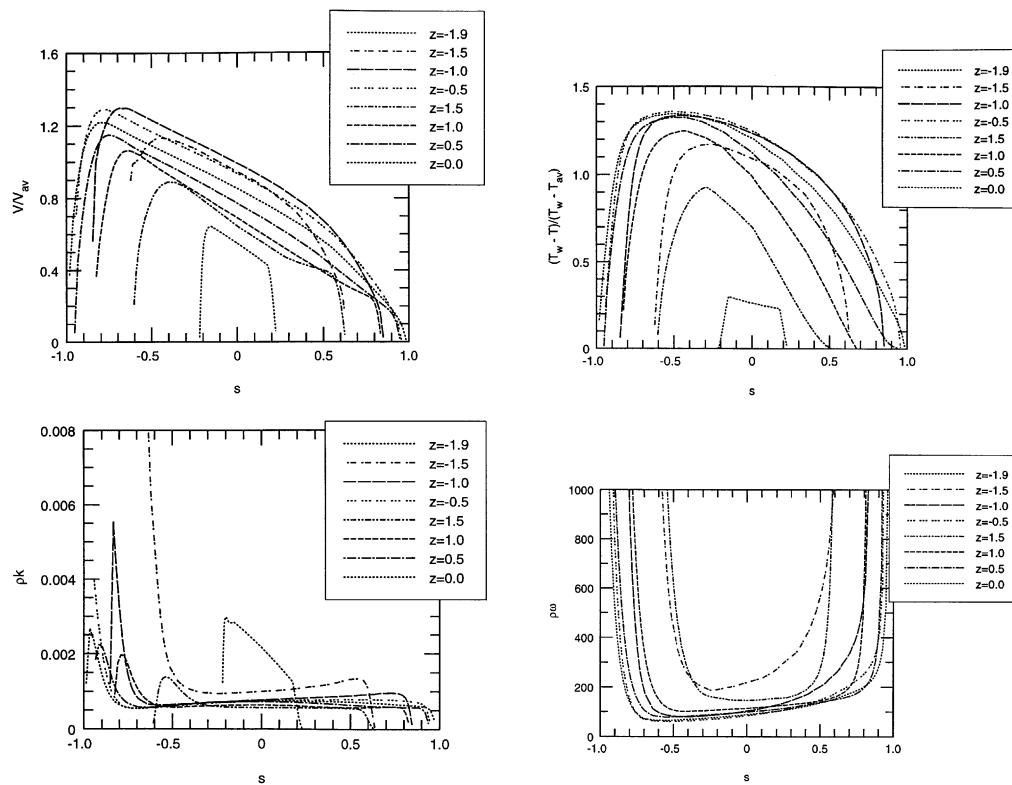 z=-1.9
z=-1.5
z=-1.0
z=-0.5
z=1.5
z=1.0
z=0.5
z=0.0
1.6
1.2
0.8
0.4
0
V/V_av
-1.0
-0.5
0
0.5
1.0
s
z=-1.9
z=-1.5
z=-1.0
z=-0.5
z=1.5
z=1.0
z=0.5
z=0.0
1.5
1.0
0.5
0
(T_w - T)/(T_w - T_av)
-1.0
-0.5
0
0.5
1.0
s
z=-1.9
z=-1.5
z=-1.0
z=-0.5
z=1.5
z=1.0
z=0.5
z=0.0
0.008
0.006
0.004
0.002
0
ρk
-1.0
-0.5
0
0.5
1.0
s
z=-1.9
z=-1.5
z=-1.0
z=-0.5
z=1.5
z=1.0
z=0.5
z=0.0
1000
800
600
400
200
0
ρω
-1.0
-0.5
0
0.5
1.0
s